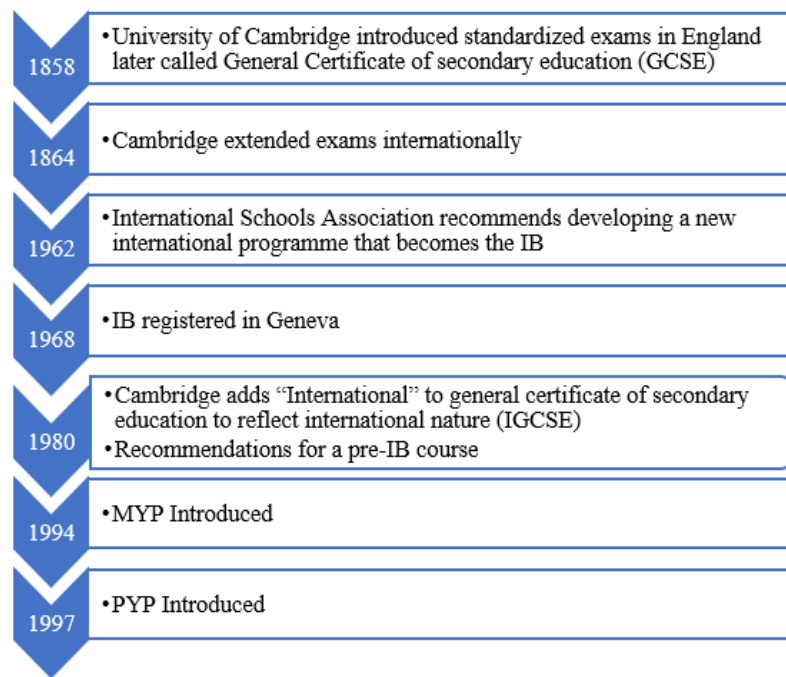 1858
•University of Cambridge introduced standardized exams in England
later called General Certificate of secondary education (GCSE)
1864
•Cambridge extended exams internationally
1962
•International Schools Association recommends developing a new
international programme that becomes the IB
1968
•IB registered in Geneva
1980
•Cambridge adds “International” to general certificate of secondary
education to reflect international nature (IGCSE)
•Recommendations for a pre-IB course
1994
•MYP Introduced
1997
•PYP Introduced